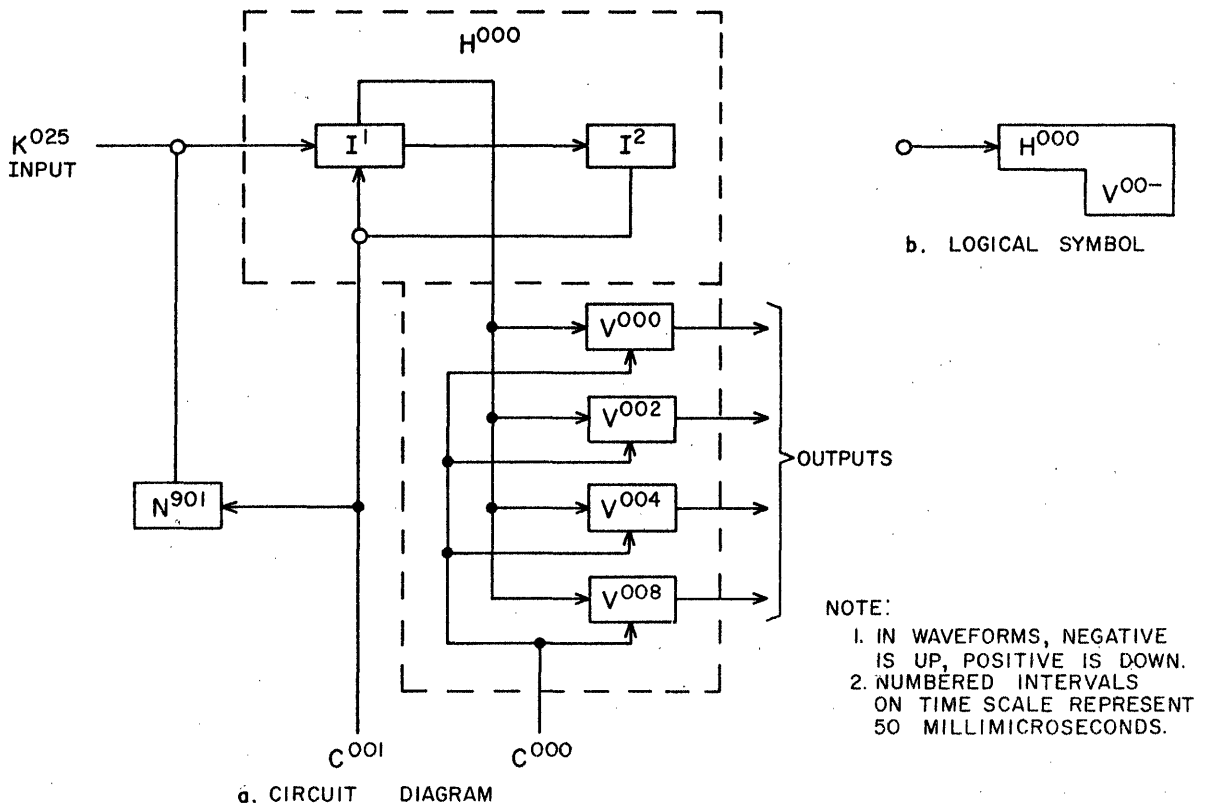 H000
K025
INPUT
I1
I2
H000
V00-
b. LOGICAL SYMBOL
V000
V002
OUTPUTS
N901
V004
V008
NOTE:
1. IN WAVEFORMS, NEGATIVE
IS UP, POSITIVE IS DOWN.
2. NUMBERED INTERVALS
ON TIME SCALE REPRESENT
50 MILLIMICROSECONDS.
C001
C000
a. CIRCUIT DIAGRAM